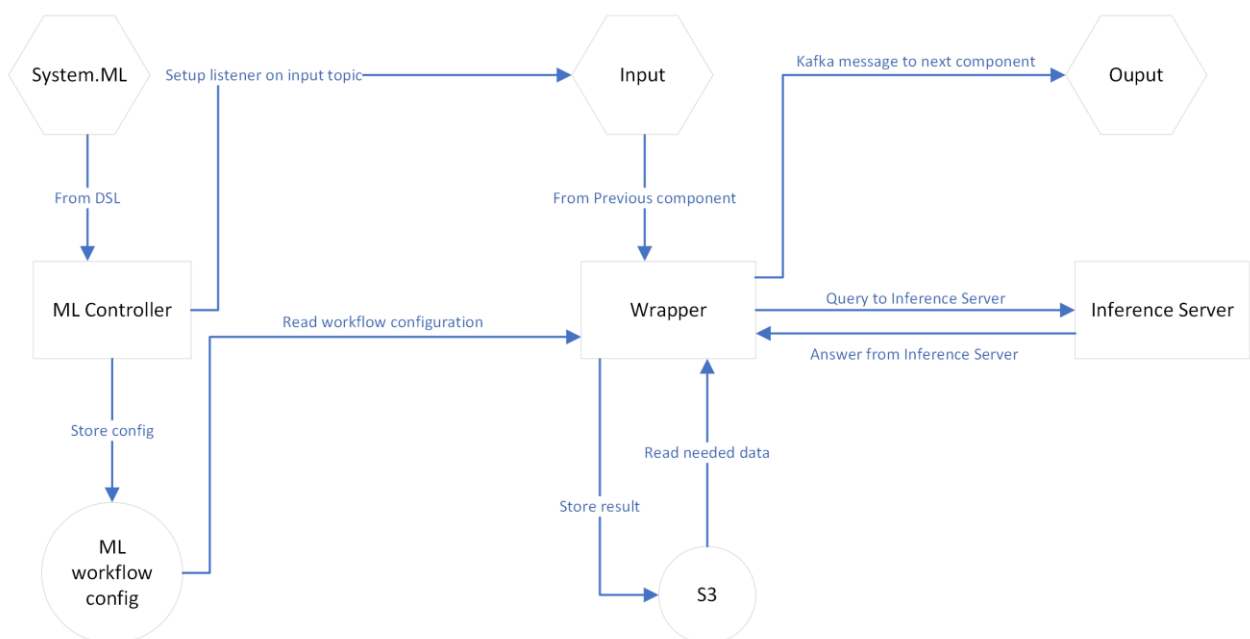 System.ML
Setup listener on input topic
Input
Kafka message to next component
Ouput
From DSL
From Previous component
ML Controller
Wrapper
Query to Inference Server
Inference Server
Read workflow configuration
Answer from Inference Server
Store config
Read needed data
Store result
ML
workflow
config
S3